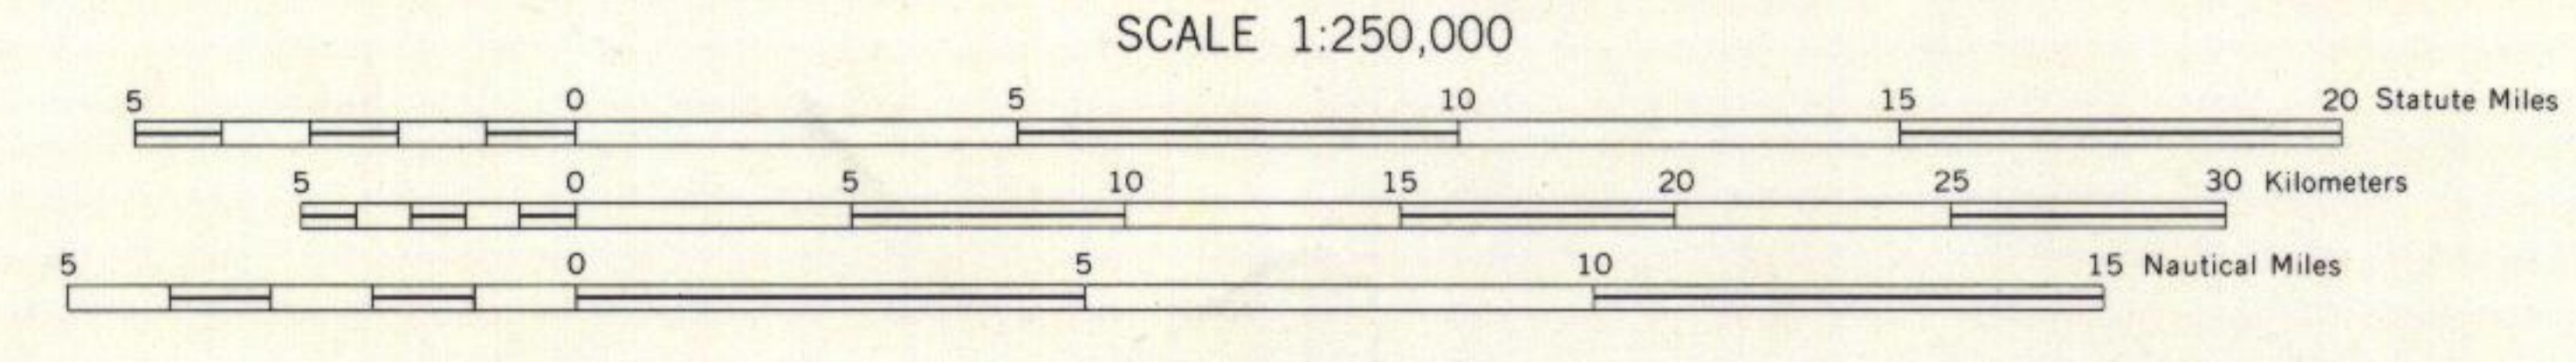 SCALE 1:250,000
5 0 5 10 15 20 Statute Miles
5 0 5 10 15 20 25 30 Kilometers
5 0 5 10 15 Nautical Miles